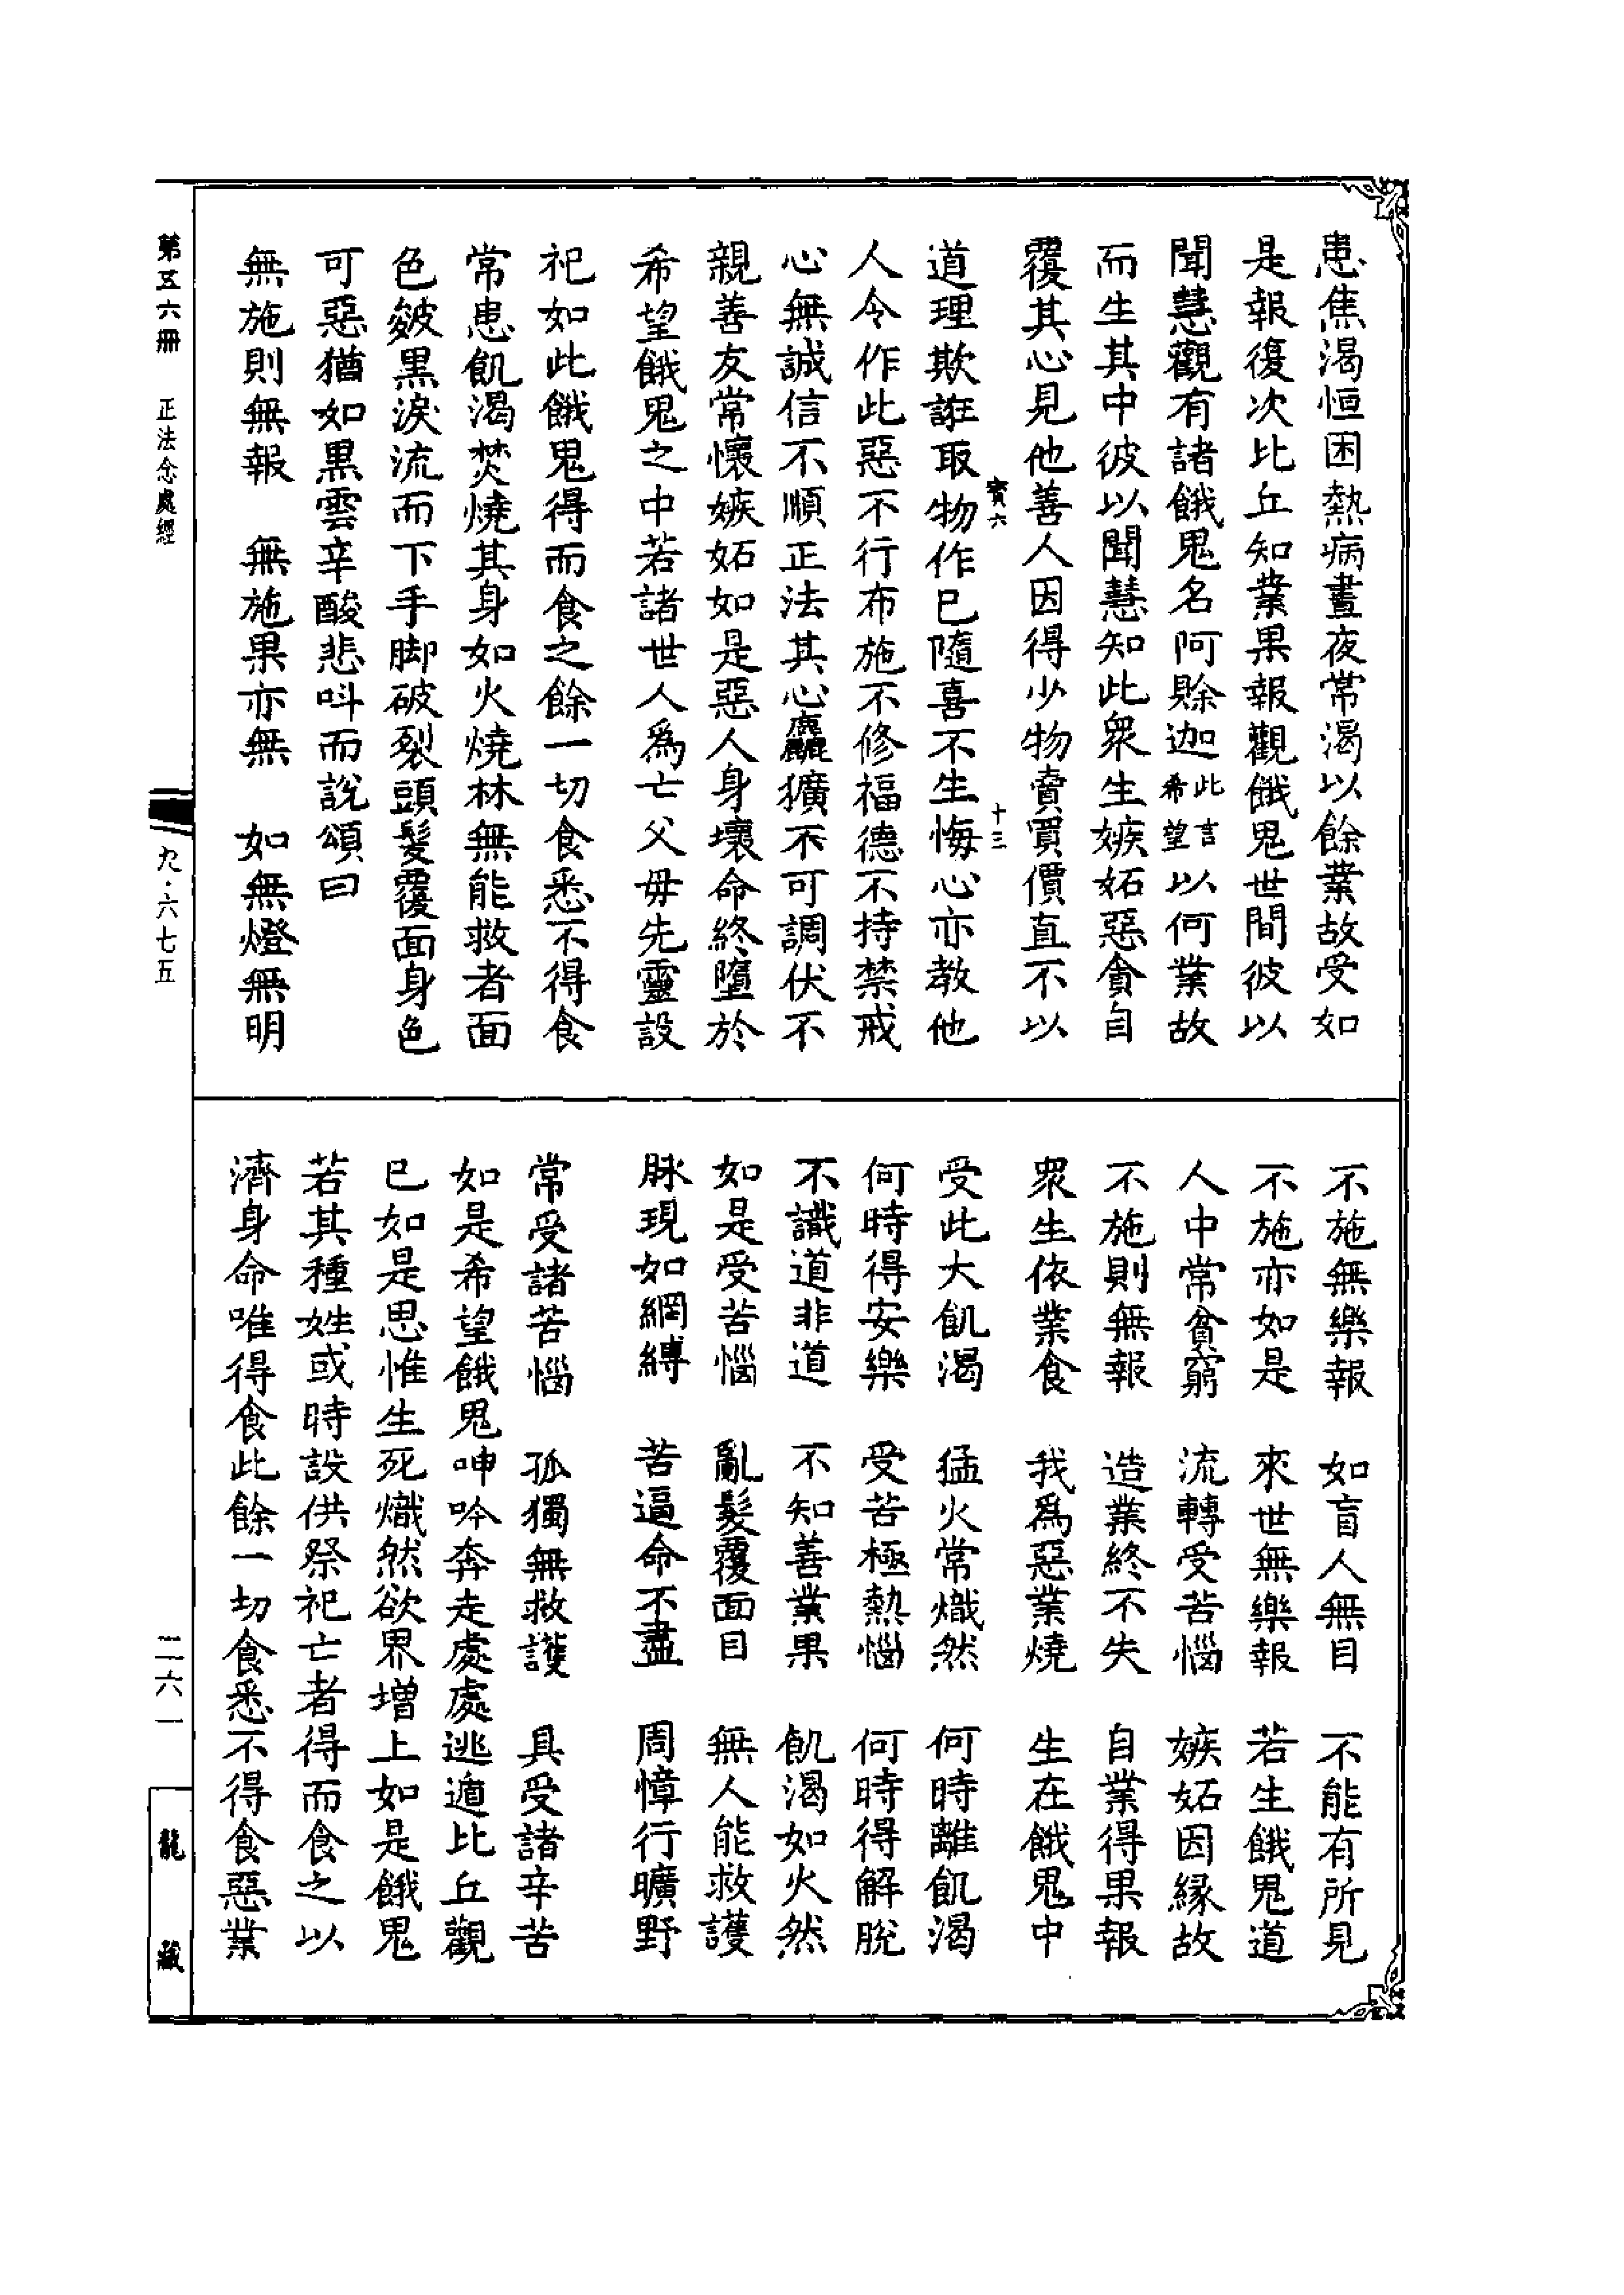 患焦渴恒困熱病晝夜常渴以餘業故受如
是報復次比丘知業果報觀餓鬼世間彼以
聞慧觀有諸餓鬼名阿賒迦此言希望以何業故
而生其中彼以聞慧知此衆生嫉妬惡貪自
覆其心見他善人因得少物賣買價直不以
寳六 十三
道理欺誑取物作已隨喜不生悔心亦教他
人令作此惡不行布施不修福德不持禁戒
心無誠信不順正法其心麤獷不可調伏不
親善友常懷嫉妬如是惡人身壞命終墮於
希望餓鬼之中若諸世人爲亡父毋先靈設
祀如此餓鬼得而食之餘一切食悉不得食
常患飢渴焚燒其身如火燒林無能救者面
色皴黑淚流而下手脚破裂頭髮覆面身色
可惡猶如黒雲辛酸悲呌而說頌曰
無施則無報 無施果亦無 如無燈無明
不施無樂報 如盲人無目 不能有所見
不施亦如是 來世無樂報 若生餓鬼道
人中常貧窮 流轉受苦惱 嫉妬因緣故
不施則無報 造業終不失 自業得果報
衆生依業食 我爲惡業燒 生在餓鬼中
受此大飢渴 猛火常熾然 何時離飢渴
何時得安樂 受苦極熱惱 何時得解脫
不識道非道 不知善業果 飢渴如火然
如是受苦惱 亂髮覆面目 無人能救護
脉現如網縛 苦逼命不盡 周慞行曠野
常受諸苦惱 孤獨無救護 具受諸辛苦
如是希望餓鬼呻吟奔走處處逃遁比丘觀
已如是思惟生死熾然欲界增上如是餓鬼
若其種姓或時設供祭祀亡者得而食之以
濟身命唯得食此餘一切食悉不得食惡業
第五六冊 正法念處經
九·六七五
二六一
龍藏